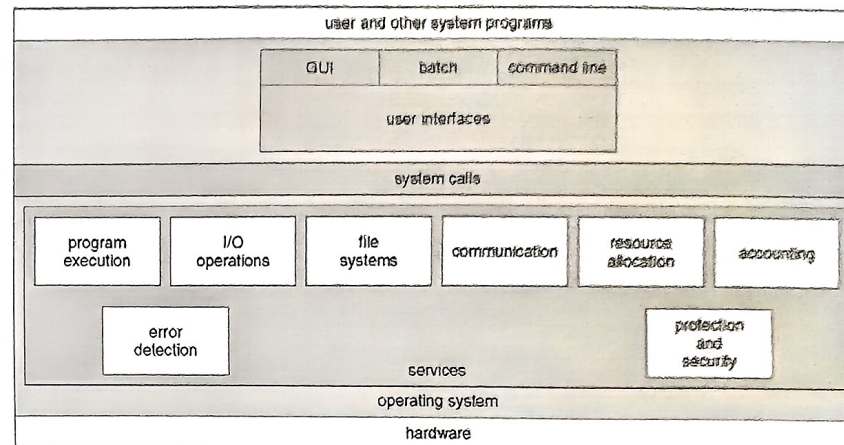 user and other system programs
GUI batch command line
user interfaces
system calls
program execution
I/O operations
file systems
communication
resource allocation
accounting
error detection
protection and security
services
operating system
hardware